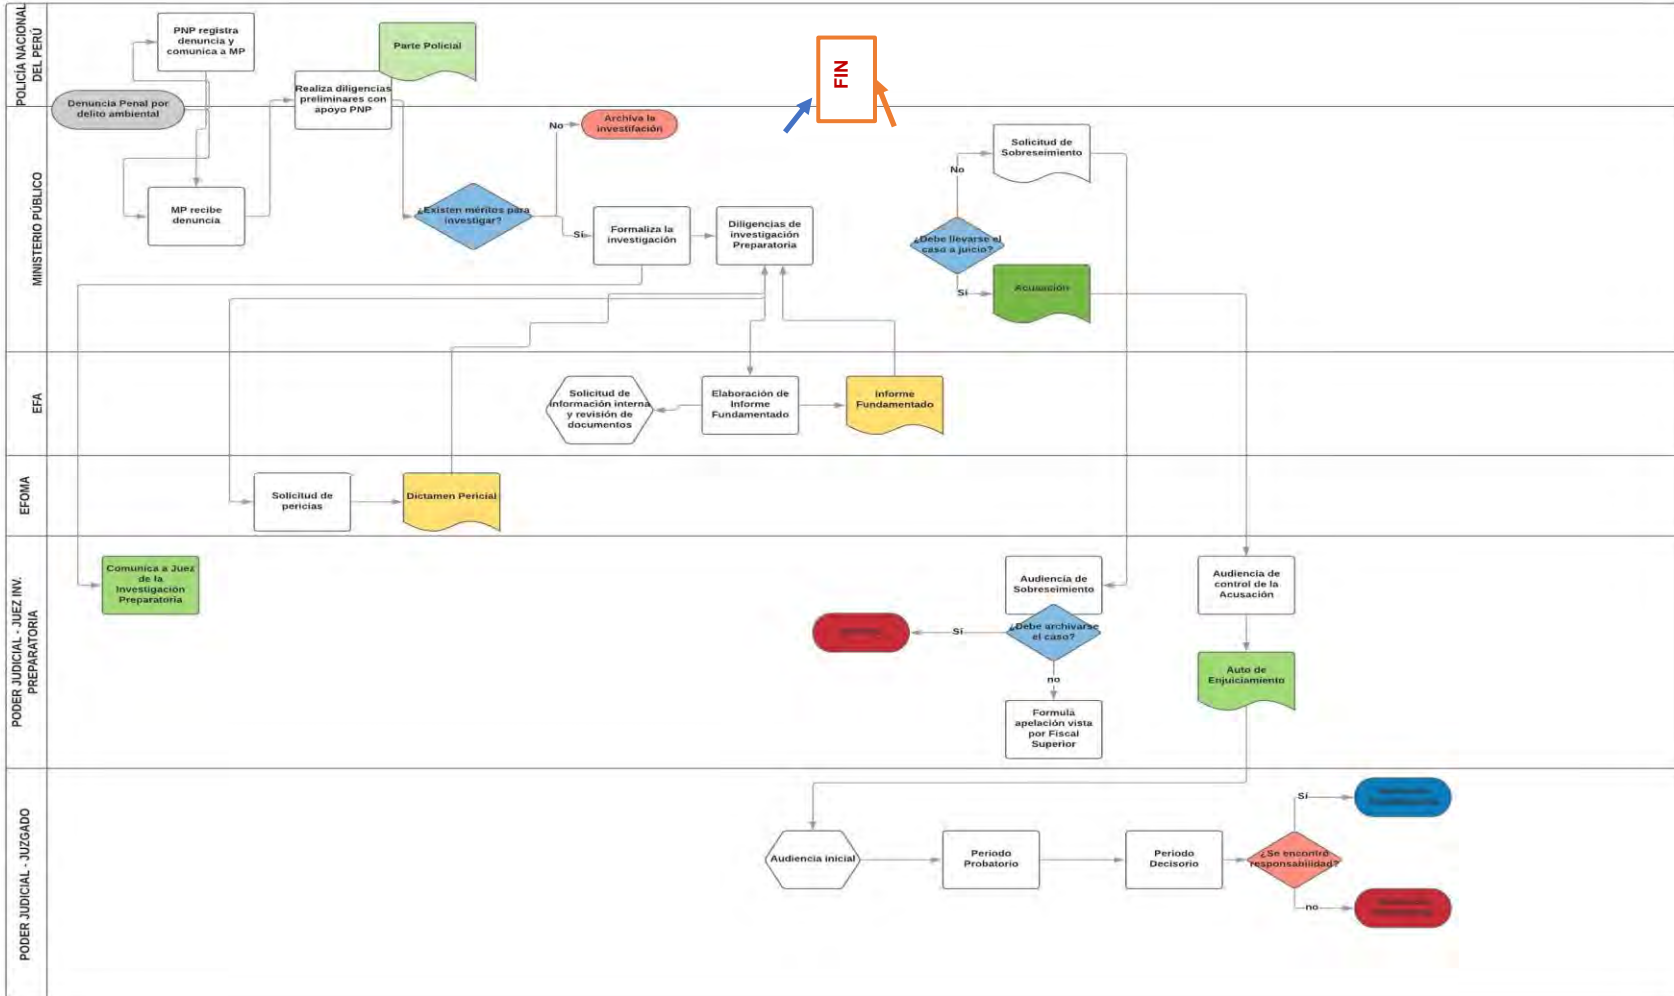 POLICÍA NACIONAL
DEL PERÚ
PNP registra
denuncia y
comunica a MP
Parte Policial
Realiza diligencias
preliminares con
apoyo PNP
FIN
MINISTERIO PÚBLICO
Denuncia Penal por
delito ambiental
MP recibe
denuncia
¿Existen méritos para
investigar?
No
Archiva la
investifación
Sí
Formaliza la
investigación
Diligencias de
investigación
Preparatoria
¿Debe llevarse el
caso a juicio?
No
Solicitud de
Sobreseimiento
Sí
Acusación
EFA
Solicitud de
información interna
y revisión de
documentos
Elaboración de
Informe
Fundamentado
Informe
Fundamentado
EFOMA
Solicitud de
pericias
Dictamen Pericial
PODER JUDICIAL - JUEZ INV.
PREPARATORIA
Comunica a Juez
de la
Investigación
Preparatoria
Audiencia de
Sobreseimiento
¿Debe archivarse
el caso?
Sí
no
Formula
apelación vista
por Fiscal
Superior
Audiencia de
control de la
Acusación
Auto de
Enjuiciamiento
PODER JUDICIAL - JUZGADO
Audiencia inicial
Periodo
Probatorio
Periodo
Decisorio
¿Se encontró
responsabilidad?
Sí
no